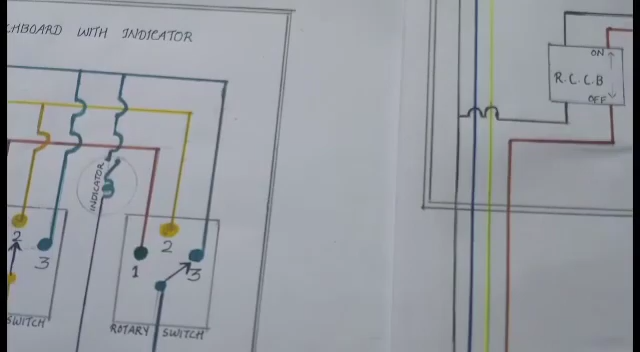 CHBOARD WITH INDICATOR
ON
R.C.C.B
OFF
INDICATOR
2
3
1
2
3
SWITCH
ROTARY SWITCH